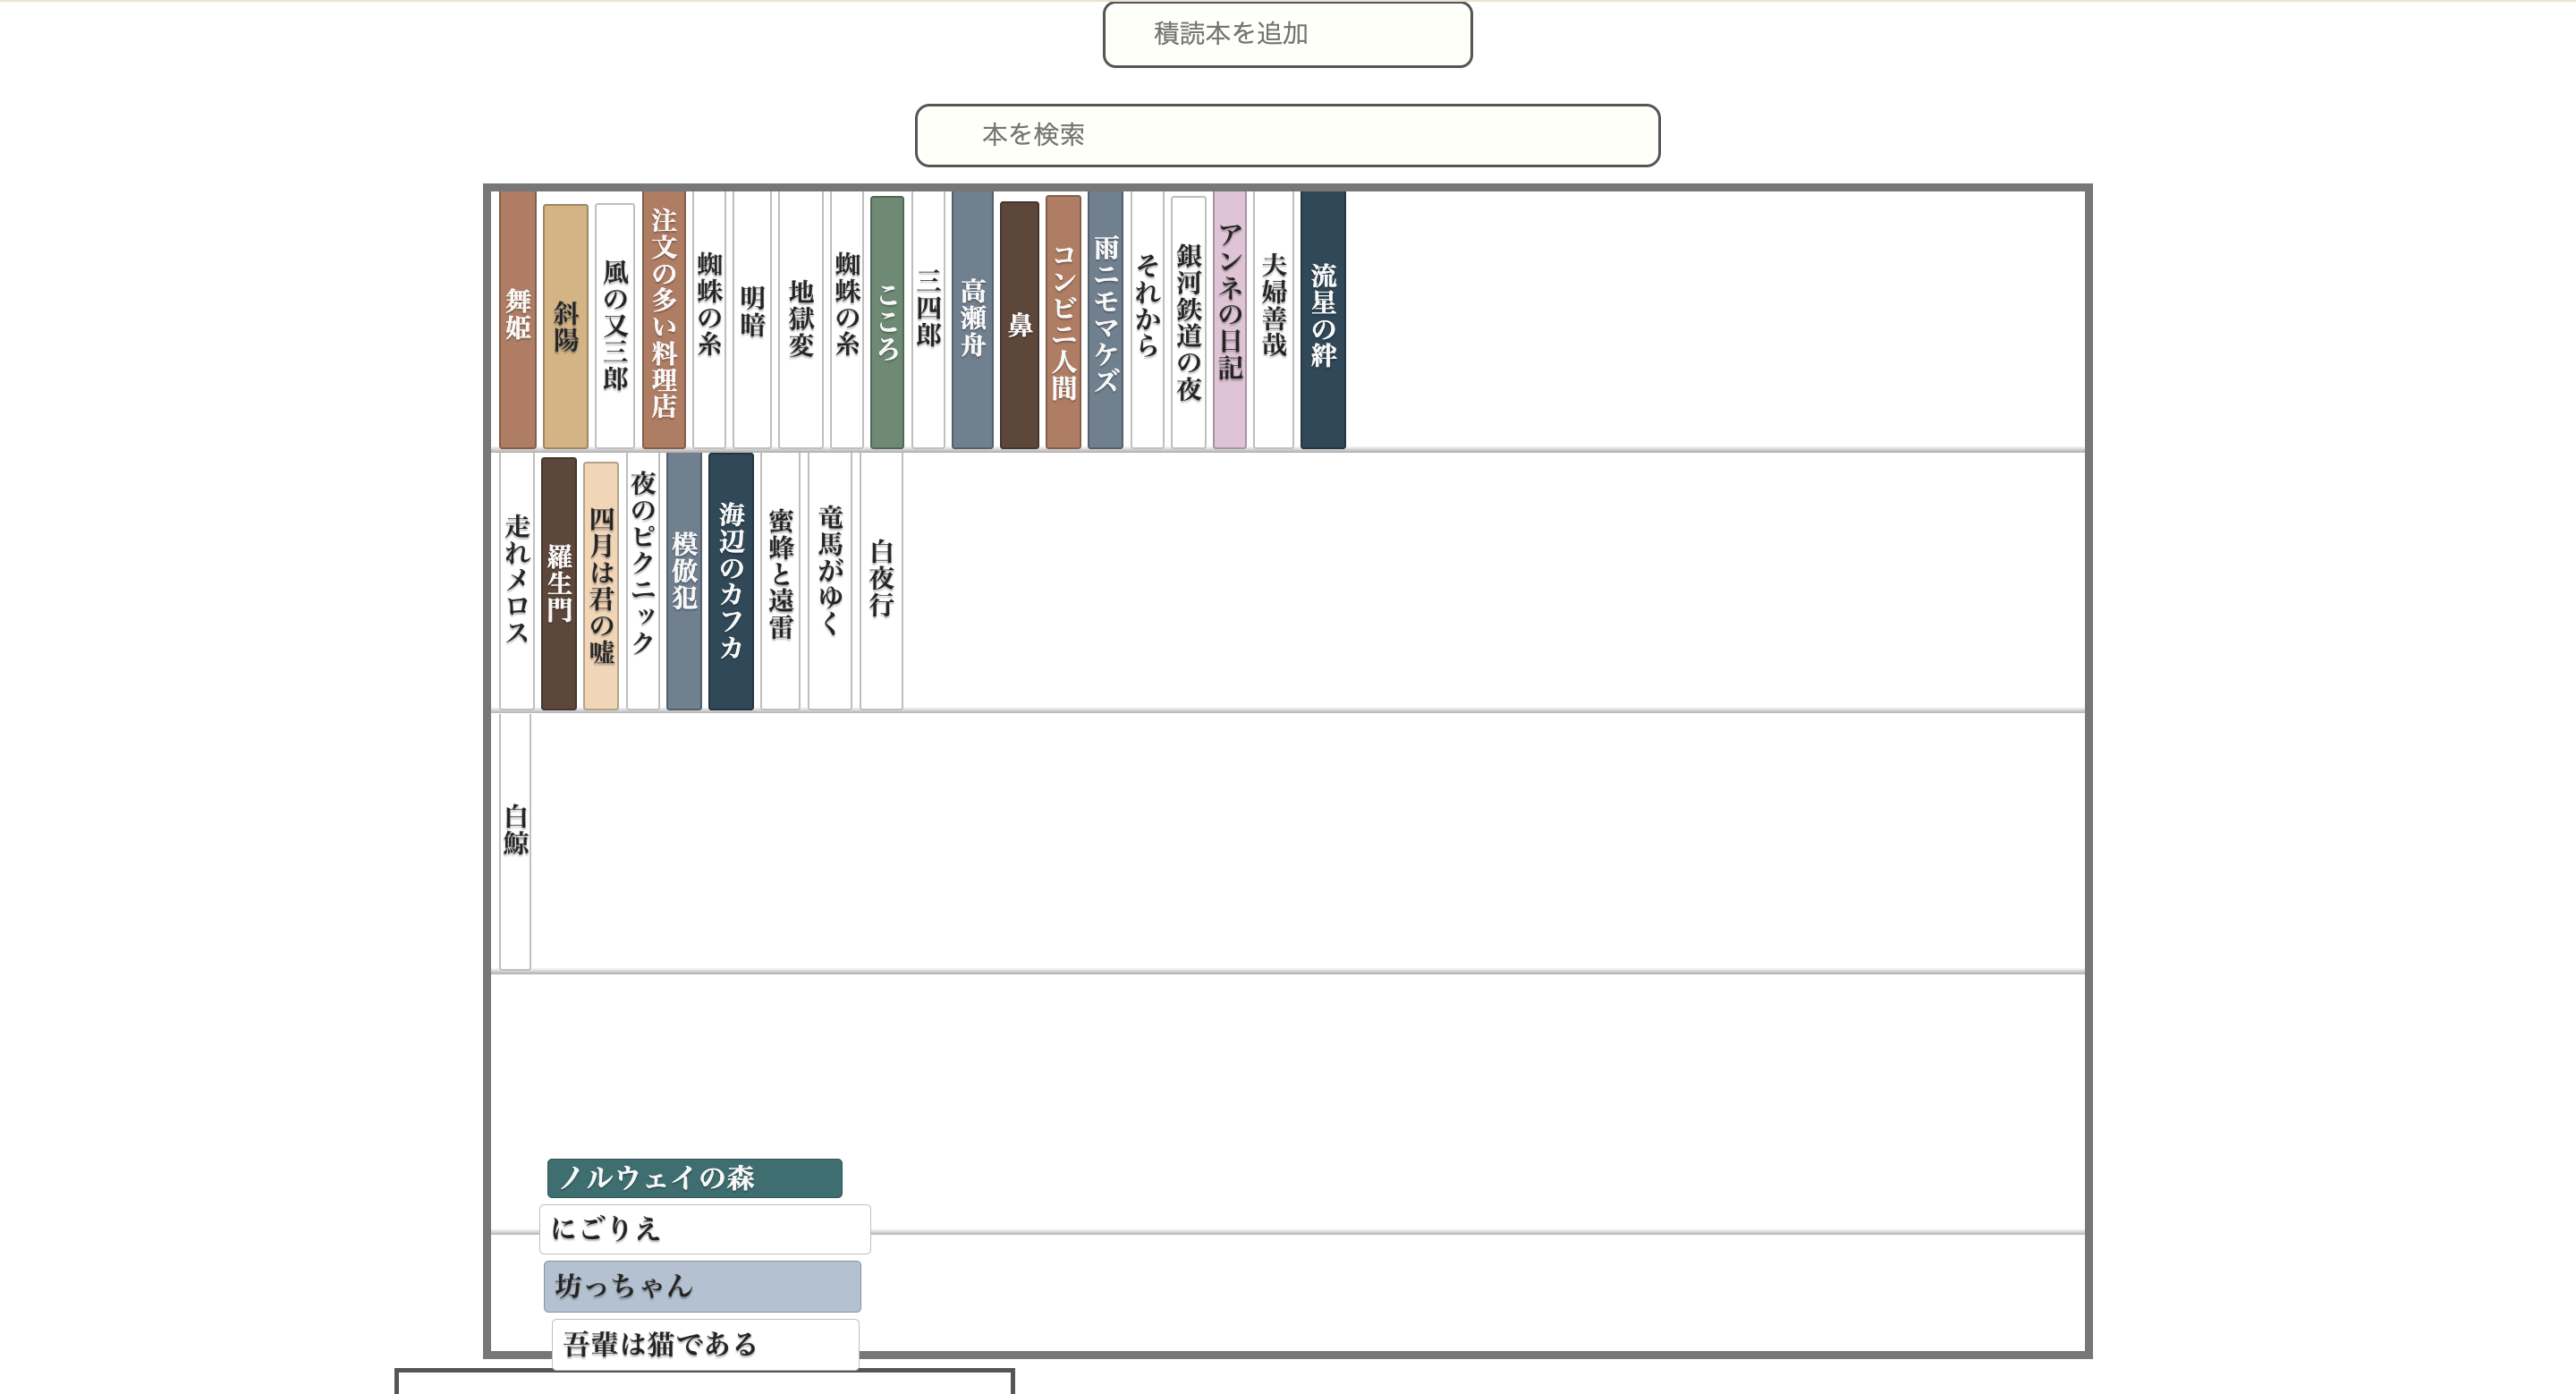 積読本を追加
本を検索
舞姫
斜陽
風の又三郎
注文の多い料理店
蜘蛛の糸
明暗
地獄変
蜘蛛の糸
こころ
三四郎
高瀬舟
鼻
コンビニ人間
雨ニモマケズ
それから
銀河鉄道の夜
アンネの日記
夫婦善哉
流星の絆
走れメロス
羅生門
四月は君の嘘
夜のピクニック
模倣犯
海辺のカフカ
蜜蜂と遠雷
竜馬がゆく
白夜行
白鯨
ノルウェイの森
にごりえ
坊っちゃん
吾輩は猫である